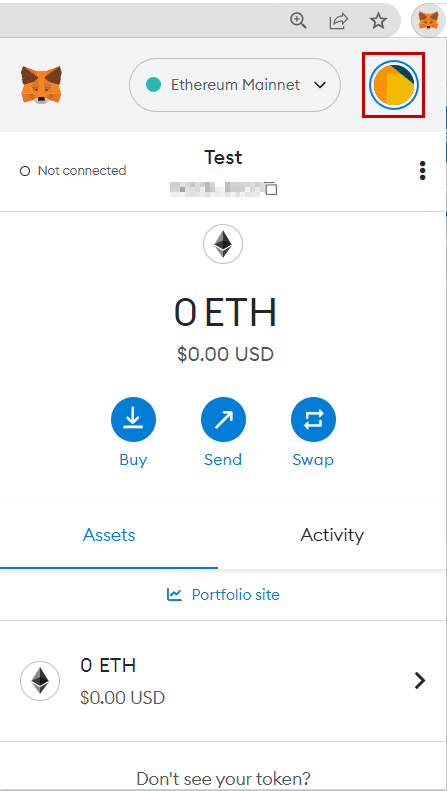 Ethereum Mainnet
Not connected
Test
0 ETH
$0.00 USD
Buy
Send
Swap
Assets
Activity
Portfolio site
0 ETH
$0.00 USD
Don't see your token?